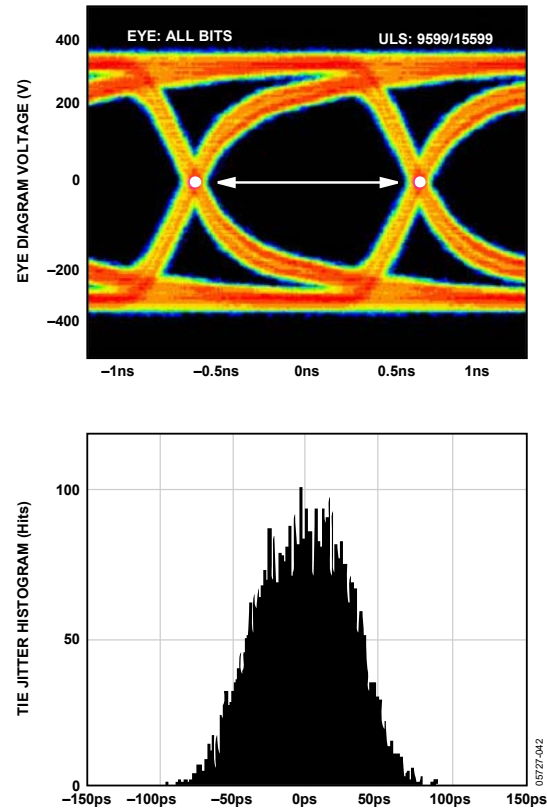 EYE: ALL BITS
ULS: 9599/15599
EYE DIAGRAM VOLTAGE (V)
400
200
0
–200
–400
–1ns
–0.5ns
0ns
0.5ns
1ns
TIE JITTER HISTOGRAM (Hits)
100
50
0
–150ps
–100ps
–50ps
0ps
50ps
100ps
150ps
05727-042